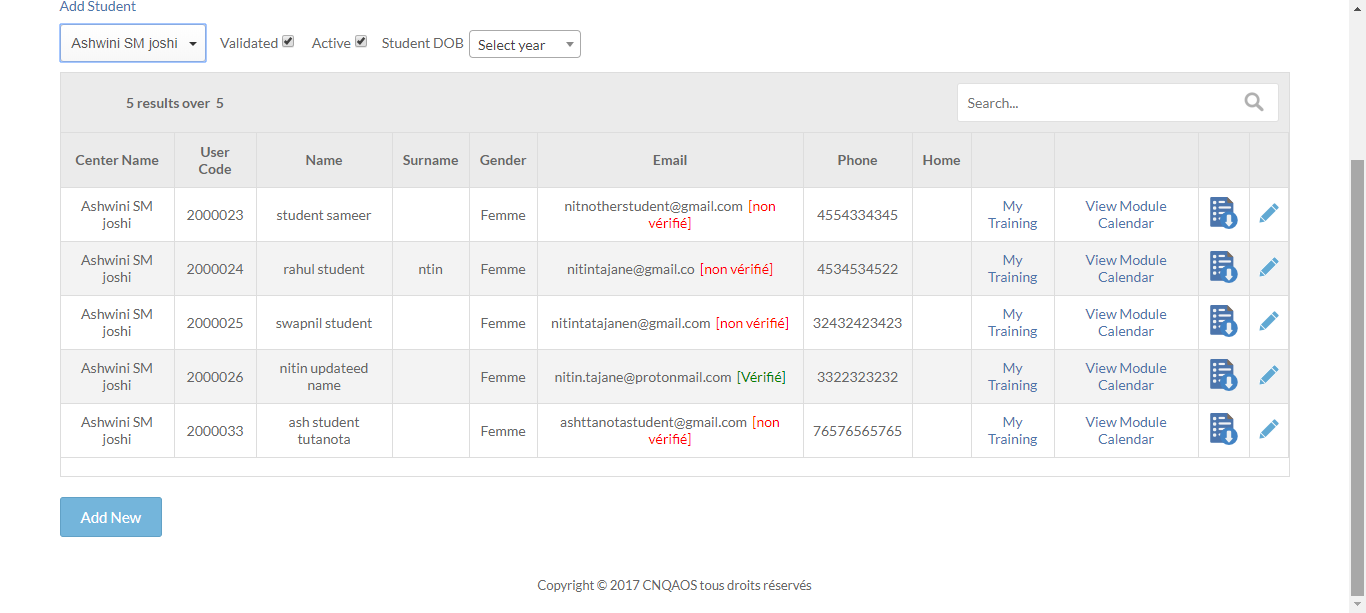 Add Student
Ashwini SM joshi Validated Active Student DOB Select year
5 results over 5 Search...
Center Name User Code Name Surname Gender Email Phone Home
Ashwini SM joshi 2000023 student sameer Femme nitnotherstudent@gmail.com [non vérifié] 4554334345 My Training View Module Calendar
Ashwini SM joshi 2000024 rahul student ntin Femme nitintajane@gmail.co [non vérifié] 4534534522 My Training View Module Calendar
Ashwini SM joshi 2000025 swapnil student Femme nitintatajanen@gmail.com [non vérifié] 32432423423 My Training View Module Calendar
Ashwini SM joshi 2000026 nitin updateed name Femme nitin.tajane@protonmail.com [Vérifié] 3322323232 My Training View Module Calendar
Ashwini SM joshi 2000033 ash student tutanota Femme ashttanotastudent@gmail.com [non vérifié] 76576565765 My Training View Module Calendar
Add New
Copyright © 2017 CNQAOS tous droits réservés